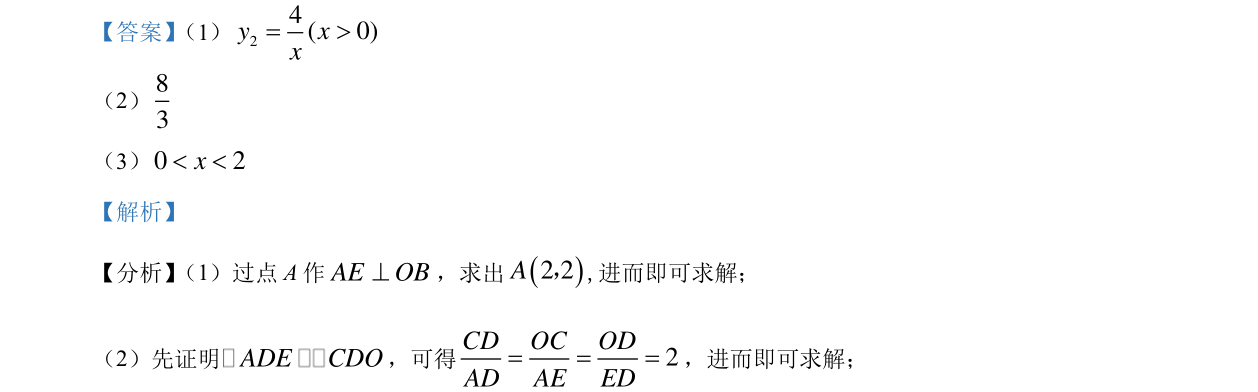 【答案】（1） y₂ = 4/x (x > 0)
（2） 8/3
（3） 0 < x < 2
【解析】
【分析】（1）过点 A 作 AE ⊥ OB ，求出 A(2,2) ,进而即可求解；
（2）先证明□ADE□□CDO ，可得 CD/AD = OC/AE = OD/ED = 2 ，进而即可求解；